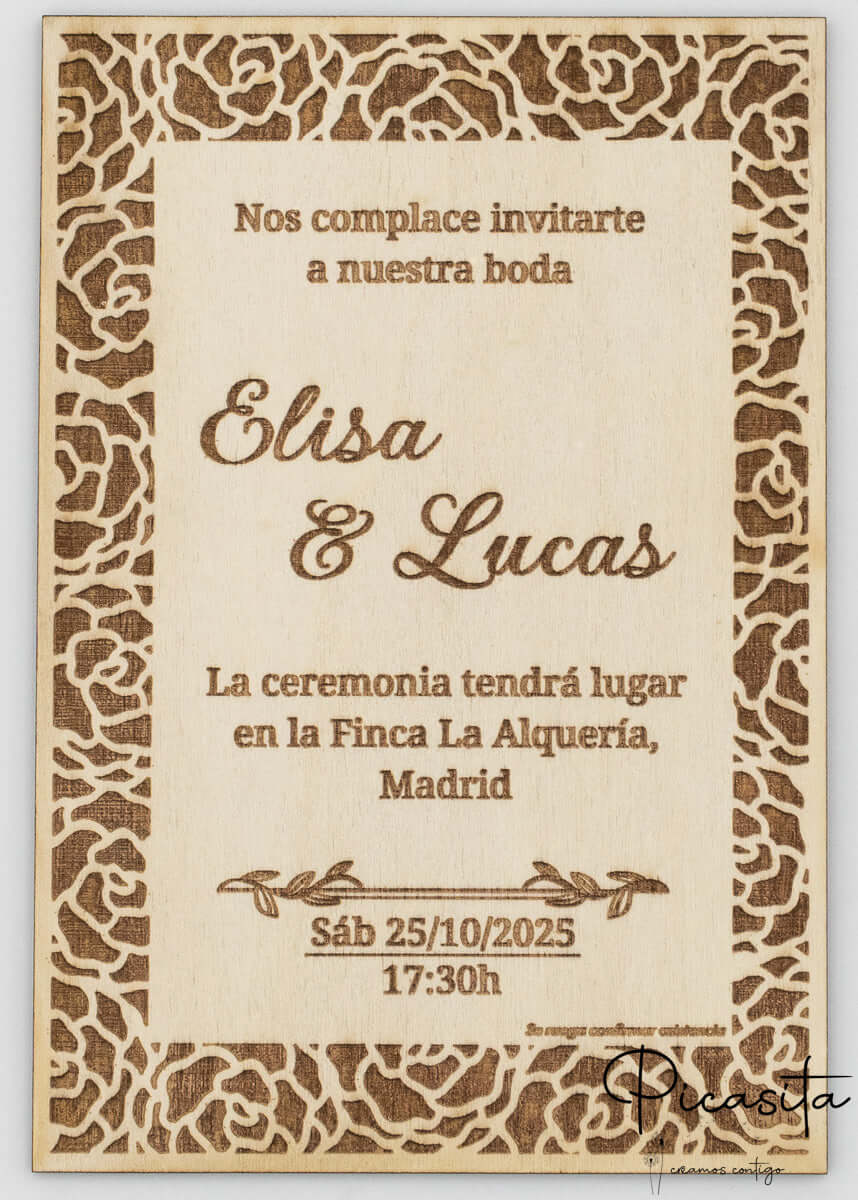 Nos complace invitarte
a nuestra boda
Elisa
& Lucas
La ceremonia tendrá lugar
en la Finca La Alquería,
Madrid
Sáb 25/10/2025
17:30h
Se ruega confirmar asistencia
Picasita
creamos contigo